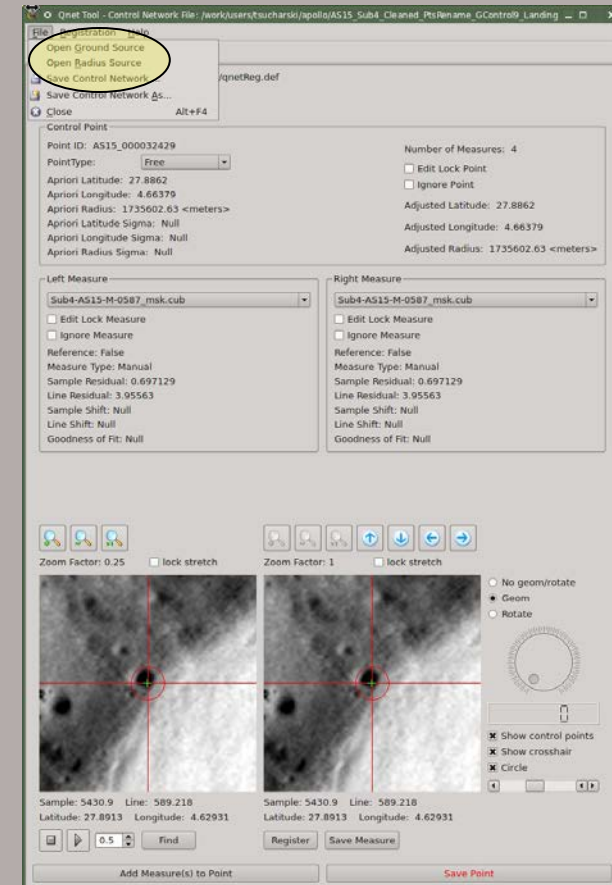 Qnet Tool - Control Network File: /work/users/tsucharski/apollo/AS15_Sub4_Cleaned_PtsRename_GControl9_Landing
File Registration Help
Open Ground Source
Open Radius Source
Save Control Network...
/qnetReg.def
Save Control Network As...
Close Alt+F4
Control Point
Point ID: AS15_000032429
Number of Measures: 4
PointType: Free
Edit Lock Point
Ignore Point
Apriori Latitude: 27.8862
Apriori Longitude: 4.66379
Apriori Radius: 1735602.63 <meters>
Apriori Latitude Sigma: Null
Apriori Longitude Sigma: Null
Apriori Radius Sigma: Null
Adjusted Latitude: 27.8862
Adjusted Longitude: 4.66379
Adjusted Radius: 1735602.63 <meters>
Left Measure
Sub4-AS15-M-0587_msk.cub
Edit Lock Measure
Ignore Measure
Reference: False
Measure Type: Manual
Sample Residual: 0.697129
Line Residual: 3.95563
Sample Shift: Null
Line Shift: Null
Goodness of Fit: Null
Right Measure
Sub4-AS15-M-0587_msk.cub
Edit Lock Measure
Ignore Measure
Reference: False
Measure Type: Manual
Sample Residual: 0.697129
Line Residual: 3.95563
Sample Shift: Null
Line Shift: Null
Goodness of Fit: Null
Zoom Factor: 0.25 lock stretch
Zoom Factor: 1 lock stretch
No geom/rotate
Geom
Rotate
0
Show control points
Show crosshair
Circle
Sample: 5430.9 Line: 589.218
Latitude: 27.8913 Longitude: 4.62931
Sample: 5430.9 Line: 589.218
Latitude: 27.8913 Longitude: 4.62931
0.5 Find
Register Save Measure
Add Measure(s) to Point
Save Point